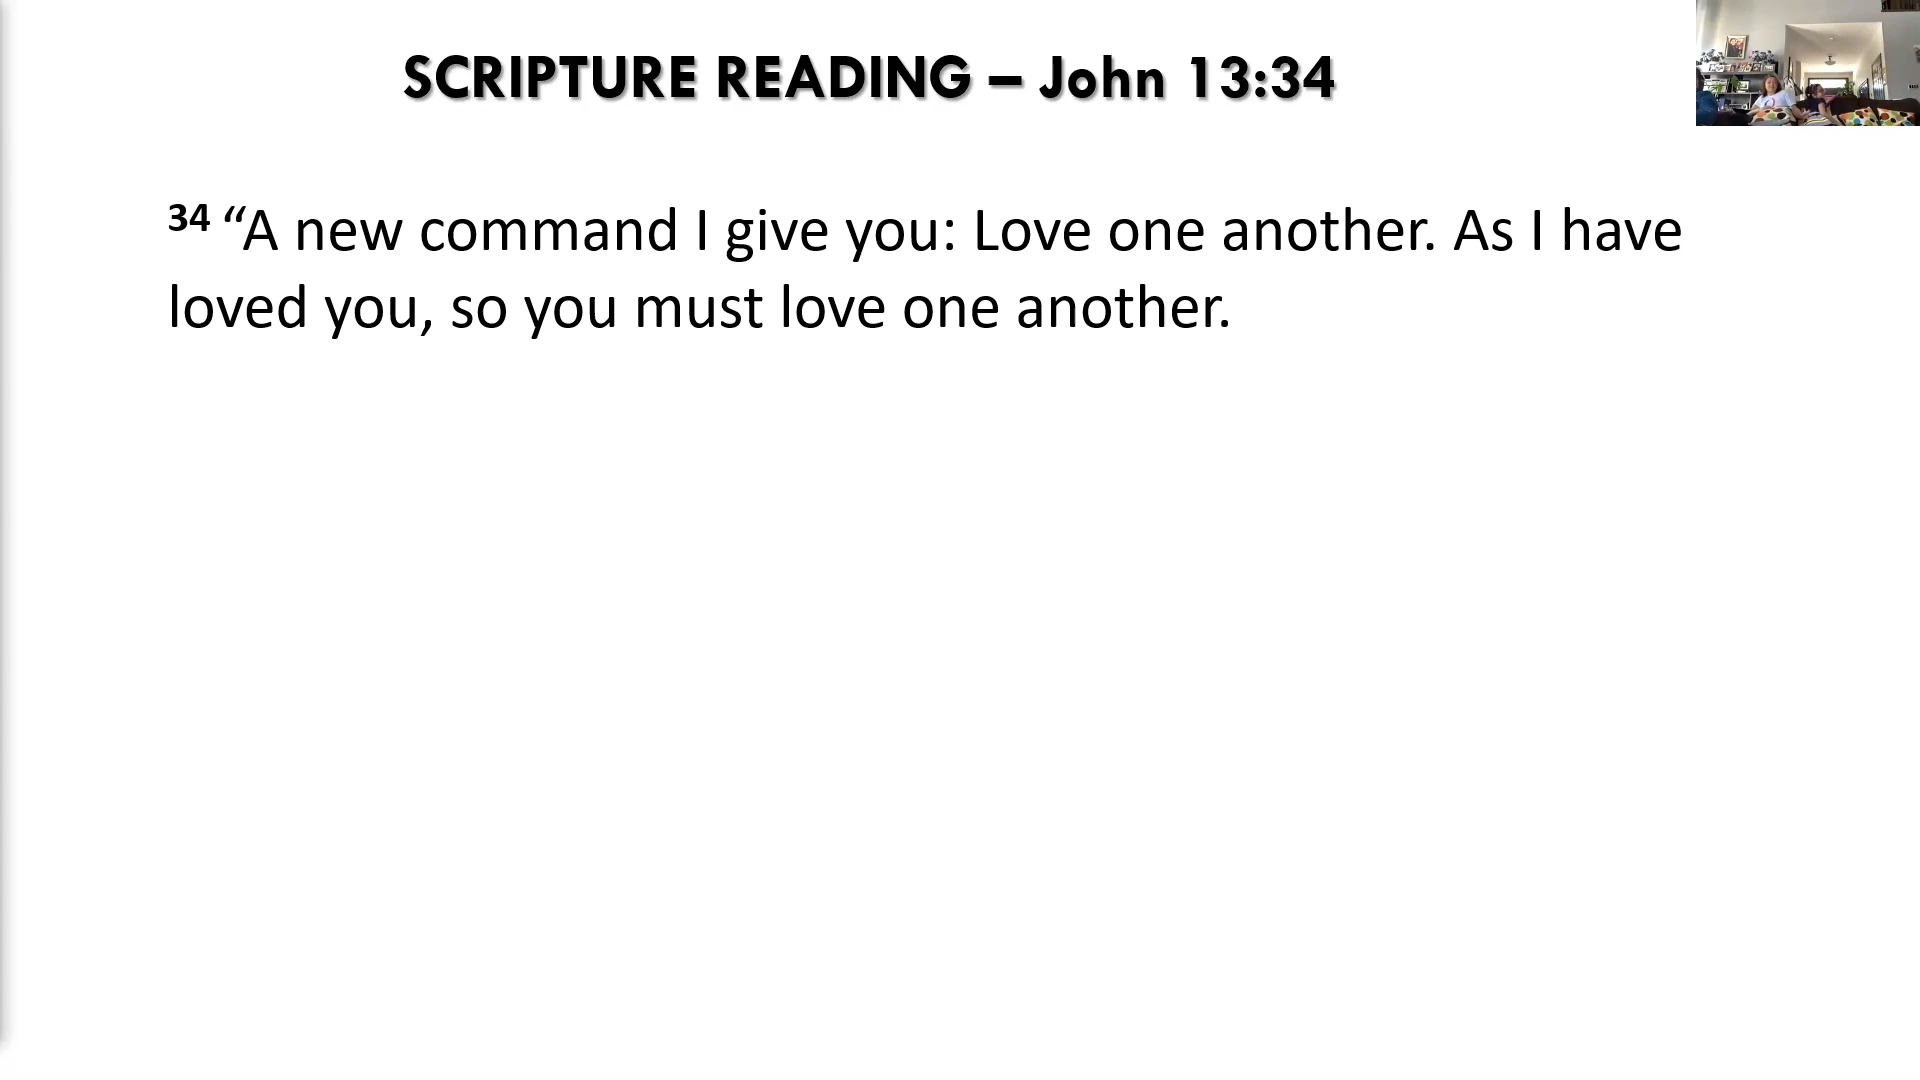 SCRIPTURE READING – John 13:34
34 “A new command I give you: Love one another. As I have
loved you, so you must love one another.